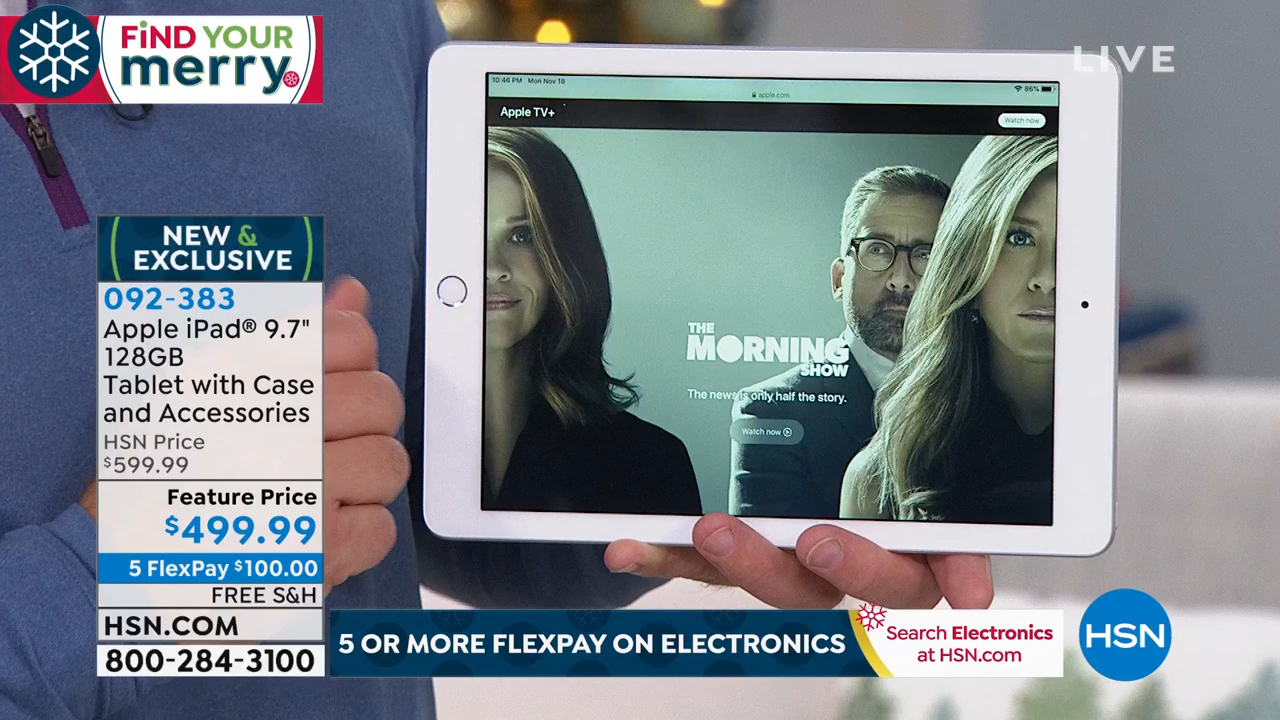 FiND YOUR
merry
LIVE
10:46 PM Mon Nov 18
apple.com
86%
Apple TV+
Watch now
THE
MORNING
SHOW
The news is only half the story.
Watch now
NEW &
EXCLUSIVE
092-383
Apple iPad® 9.7"
128GB
Tablet with Case
and Accessories
HSN Price
$599.99
Feature Price
$499.99
5 FlexPay $100.00
FREE S&H
HSN.COM
800-284-3100
5 OR MORE FLEXPAY ON ELECTRONICS
Search Electronics
at HSN.com
HSN